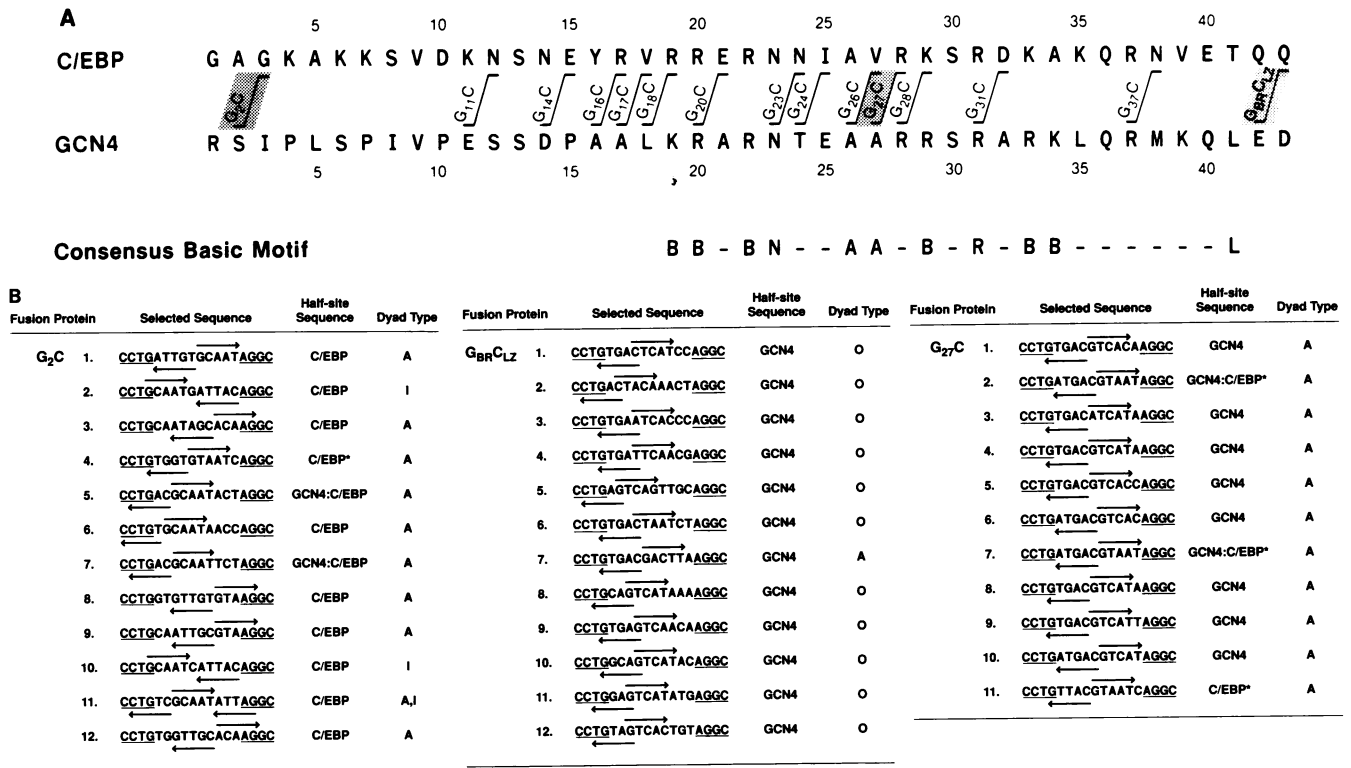 A
5 10 15 20 25 30 35 40
C/EBP G A G K A K K S V D K N S N E Y R V R R E R N N I A V R K S R D K A K Q R N V E T Q Q
G2C G11C G14C G16C G17C G18C G20C G23C G24C G26C G27C G28C G31C G37C GBRCLZ
GCN4 R S I P L S P I V P E S S D P A A L K R A R N T E A A R R S R A R K L Q R M K Q L E D
5 10 15 20 25 30 35 40
Consensus Basic Motif B B - B N - - A A - B - R - B B - - - - - - L
B
Fusion Protein Selected Sequence Half-site Sequence Dyad Type
G2C 1. CCTGATTGTGCAATAGGC C/EBP A
2. CCTGCAATGATTACAGGC C/EBP I
3. CCTGCAATAGCACAAGGC C/EBP A
4. CCTGTGGTGTAATCAGGC C/EBP* A
5. CCTGACGCAATACTAGGC GCN4:C/EBP A
6. CCTGTGCAATAACCAGGC C/EBP A
7. CCTGACGCAATTCTAGGC GCN4:C/EBP A
8. CCTGGTGTTGTGTAAGGC C/EBP A
9. CCTGCAATTGCGTAAGGC C/EBP A
10. CCTGCAATCATTACAGGC C/EBP I
11. CCTGTCGCAATATTAGGC C/EBP A,I
12. CCTGTGGTTGCACAAGGC C/EBP A
Fusion Protein Selected Sequence Half-site Sequence Dyad Type
GBRCLZ 1. CCTGTGACTCATCCAGGC GCN4 O
2. CCTGACTACAAACTAGGC GCN4 O
3. CCTGTGAATCACCCAGGC GCN4 O
4. CCTGTGATTCAACGAGGC GCN4 O
5. CCTGAGTCAGTTGCAGGC GCN4 O
6. CCTGTGACTAATCTAGGC GCN4 O
7. CCTGTGACGACTTAAGGC GCN4 A
8. CCTGCAGTCATAAAAGGC GCN4 O
9. CCTGTGAGTCAACAAGGC GCN4 O
10. CCTGGCAGTCATACAGGC GCN4 O
11. CCTGGAGTCATATGAGGC GCN4 O
12. CCTGTAGTCACTGTAGGC GCN4 O
Fusion Protein Selected Sequence Half-site Sequence Dyad Type
G27C 1. CCTGTGACGTCACAAGGC GCN4 A
2. CCTGATGACGTAATAGGC GCN4:C/EBP* A
3. CCTGTGACATCATAAGGC GCN4 A
4. CCTGTGACGTCATAAGGC GCN4 A
5. CCTGTGACGTCACCAGGC GCN4 A
6. CCTGATGACGTCACAGGC GCN4 A
7. CCTGATGACGTAATAGGC GCN4:C/EBP* A
8. CCTGTGACGTCATAAGGC GCN4 A
9. CCTGTGACGTCATTAGGC GCN4 A
10. CCTGATGACGTCATAGGC GCN4 A
11. CCTGTTACGTAATCAGGC C/EBP* A